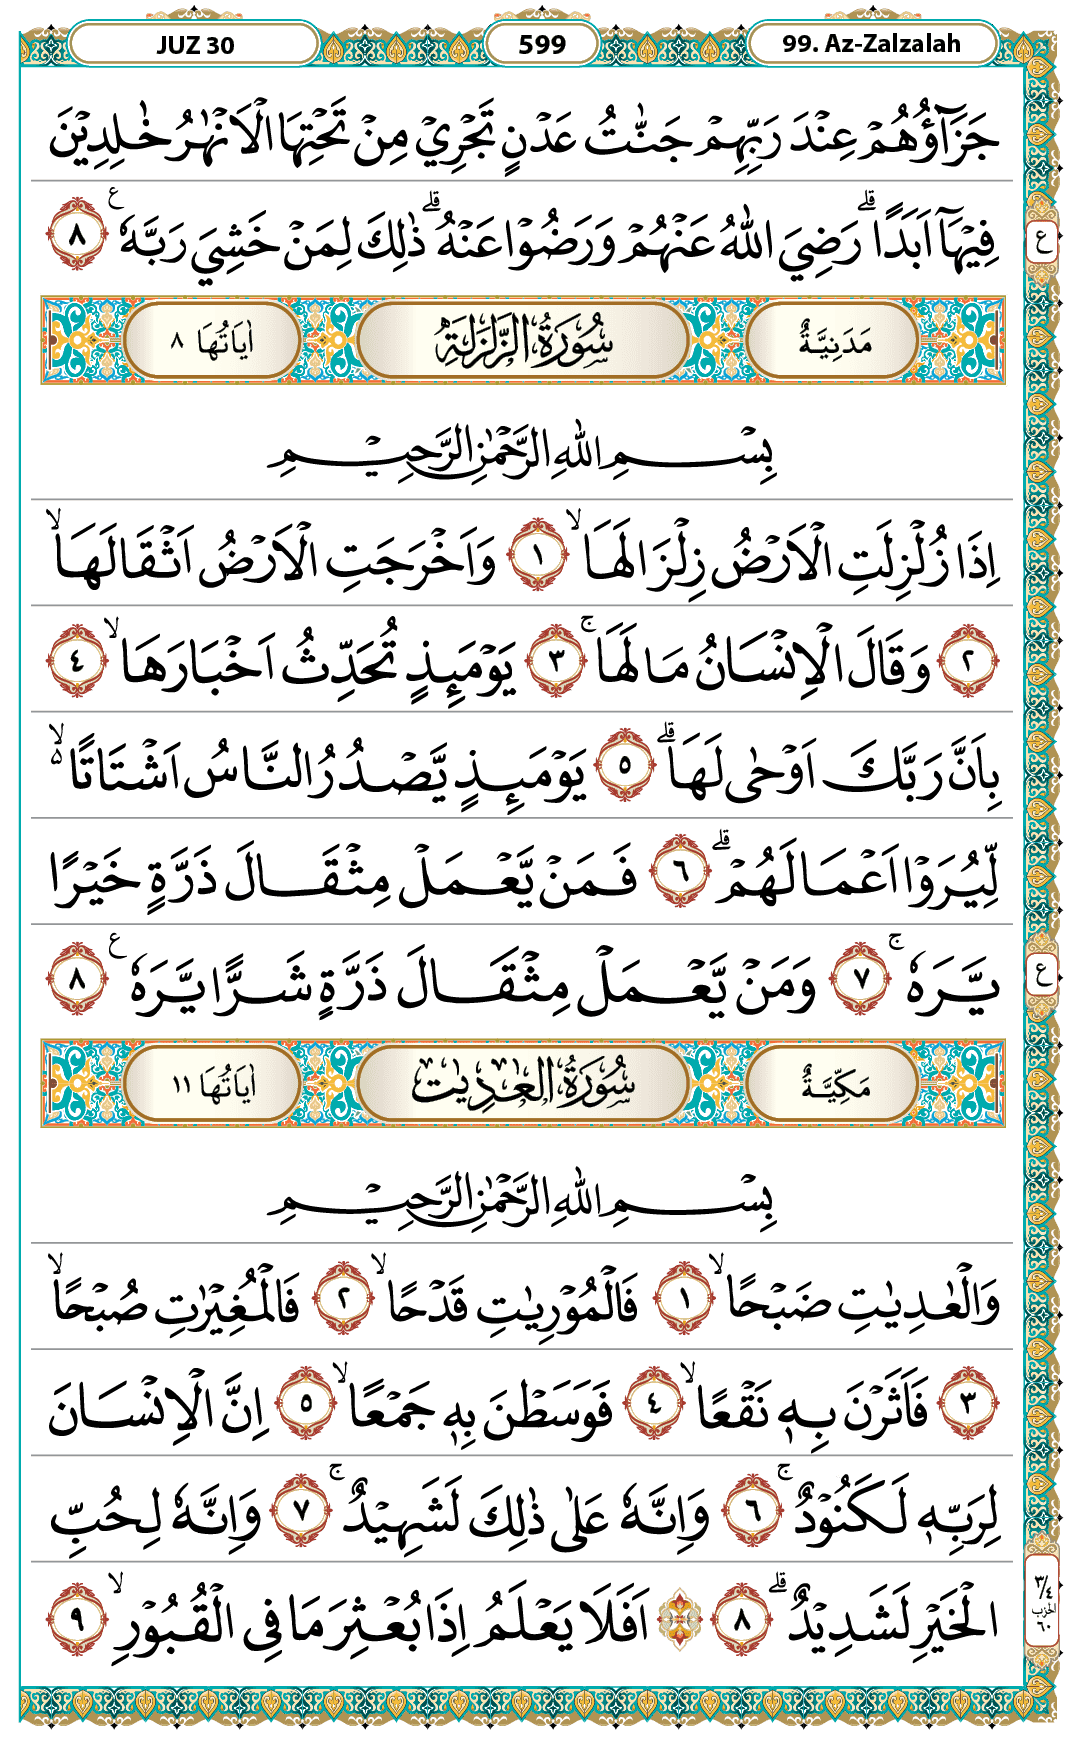 JUZ 30
599
99. Az-Zalzalah
جَزَاۤؤُهُمْ عِنْدَ رَبِّهِمْ جَنّٰتُ عَدْنٍ تَجْرِيْ مِنْ تَحْتِهَا الْاَنْهٰرُ خٰلِدِيْنَ
فِيْهَآ اَبَدًا ۗ رَضِيَ اللّٰهُ عَنْهُمْ وَرَضُوْا عَنْهُ ۗ ذٰلِكَ لِمَنْ خَشِيَ رَبَّهٗ ࣖ ٨
ع
مَدَنِيَّةٌ
سُوْرَةُ الزَّلْزَلَةِ
اٰيَاتُهَا ٨
بِسْمِ اللّٰهِ الرَّحْمٰنِ الرَّحِيْمِ
اِذَا زُلْزِلَتِ الْاَرْضُ زِلْزَالَهَا ۙ ١ وَاَخْرَجَتِ الْاَرْضُ اَثْقَالَهَا ۙ
٢ وَقَالَ الْاِنْسَانُ مَا لَهَا ۚ ٣ يَوْمَىِٕذٍ تُحَدِّثُ اَخْبَارَهَا ۙ ٤
بِاَنَّ رَبَّكَ اَوْحٰى لَهَا ۗ ٥ يَوْمَىِٕذٍ يَّصْدُرُ النَّاسُ اَشْتَاتًا ۙ ٥
لِّيُرَوْا اَعْمَالَهُمْ ۗ ٦ فَمَنْ يَّعْمَلْ مِثْقَالَ ذَرَّةٍ خَيْرًا
يَّرَهٗ ۚ ٧ وَمَنْ يَّعْمَلْ مِثْقَالَ ذَرَّةٍ شَرًّا يَّرَهٗ ࣖ ٨
ع
مَكِّيَّةٌ
سُوْرَةُ الْعٰدِيٰتِ
اٰيَاتُهَا ١١
بِسْمِ اللّٰهِ الرَّحْمٰنِ الرَّحِيْمِ
وَالْعٰدِيٰتِ ضَبْحًا ۙ ١ فَالْمُوْرِيٰتِ قَدْحًا ۙ ٢ فَالْمُغِيْرٰتِ صُبْحًا ۙ
٣ فَاَثَرْنَ بِهٖ نَقْعًا ۙ ٤ فَوَسَطْنَ بِهٖ جَمْعًا ۙ ٥ اِنَّ الْاِنْسَانَ
لِرَبِّهٖ لَكَنُوْدٌ ۚ ٦ وَاِنَّهٗ عَلٰى ذٰلِكَ لَشَهِيْدٌ ۚ ٧ وَاِنَّهٗ لِحُبِّ
الْخَيْرِ لَشَدِيْدٌ ۗ ٨ ۞ اَفَلَا يَعْلَمُ اِذَا بُعْثِرَ مَا فِى الْقُبُوْرِ ۙ ٩
٣/٤
الحزب
٦٠